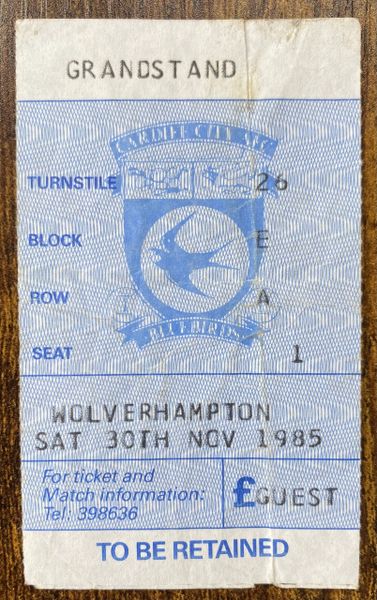 GRANDSTAND
CARDIFF CITY AFC
TURNSTILE 26
BLOCK E
ROW A
BLUEBIRDS
SEAT 1
WOLVERHAMPTON
SAT 30TH NOV 1985
For ticket and
Match information:
Tel: 398636
£GUEST
TO BE RETAINED